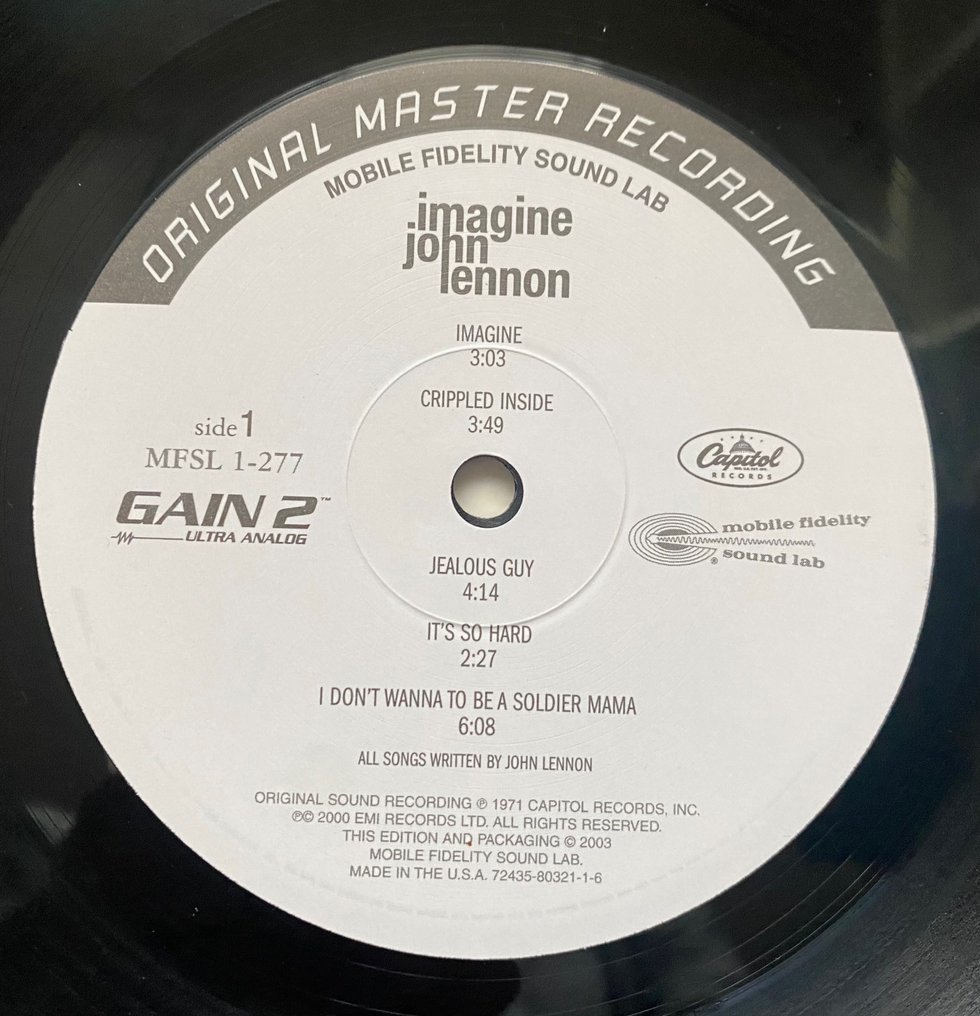 ORIGINAL MASTER RECORDING
MOBILE FIDELITY SOUND LAB
imagine
john
lennon
IMAGINE
3:03
CRIPPLED INSIDE
3:49
side 1
MFSL 1-277
GAIN 2™
ULTRA ANALOG
Capitol
RECORDS
mobile fidelity
sound lab
®
JEALOUS GUY
4:14
IT'S SO HARD
2:27
I DON'T WANNA TO BE A SOLDIER MAMA
6:08
ALL SONGS WRITTEN BY JOHN LENNON
ORIGINAL SOUND RECORDING ℗ 1971 CAPITOL RECORDS, INC.
℗© 2000 EMI RECORDS LTD. ALL RIGHTS RESERVED.
THIS EDITION AND PACKAGING © 2003
MOBILE FIDELITY SOUND LAB.
MADE IN THE U.S.A. 72435-80321-1-6